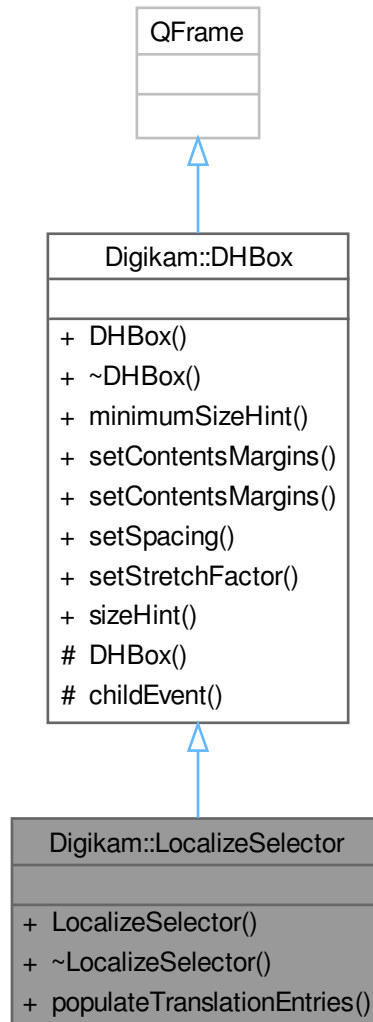 QFrame
Digikam::DHBox
+ DHBox()
+ ~DHBox()
+ minimumSizeHint()
+ setContentsMargins()
+ setContentsMargins()
+ setSpacing()
+ setStretchFactor()
+ sizeHint()
# DHBox()
# childEvent()
Digikam::LocalizeSelector
+ LocalizeSelector()
+ ~LocalizeSelector()
+ populateTranslationEntries()